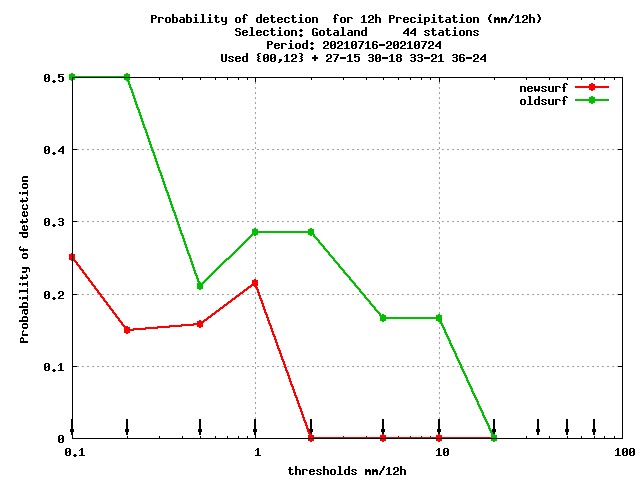 Probability of detection  for 12h Precipitation (mm/12h)
Selection: Gotaland     44 stations
Period: 20210716-20210724
Used {00,12} + 27-15 30-18 33-21 36-24
newsurf
oldsurf
0.5
0.4
0.3
0.2
0.1
0
Probability of detection
0.1 1 10 100
thresholds mm/12h